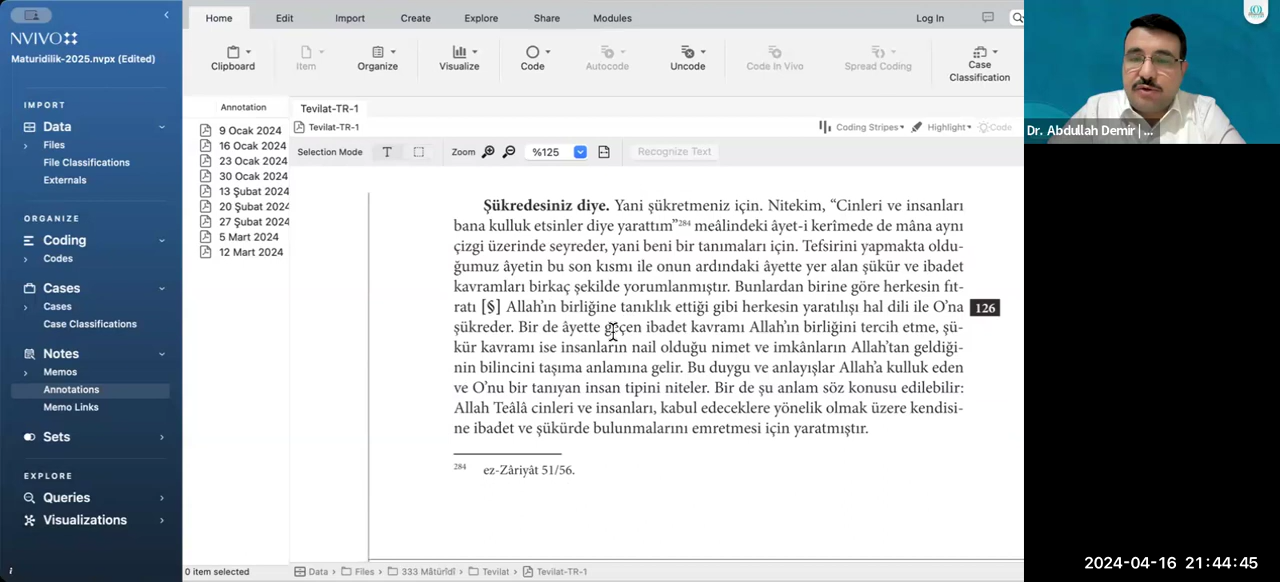 NVIVO
Maturidilik-2025.nvpx (Edited)
IMPORT
Data
Files
File Classifications
Externals
ORGANIZE
Coding
Codes
Cases
Cases
Case Classifications
Notes
Memos
Annotations
Memo Links
Sets
EXPLORE
Queries
Visualizations
Home
Edit
Import
Create
Explore
Share
Modules
Log In
Clipboard
Item
Organize
Visualize
Code
Autocode
Uncode
Code In Vivo
Spread Coding
Case
Classification
Annotation
9 Ocak 2024
16 Ocak 2024
23 Ocak 2024
30 Ocak 2024
13 Şubat 2024
20 Şubat 2024
27 Şubat 2024
5 Mart 2024
12 Mart 2024
0 item selected
Tevilat-TR-1
Tevilat-TR-1
Coding Stripes
Highlight
Code
Selection Mode
T
Zoom
%125
Recognize Text
Şükredesiniz diye. Yani şükretmeniz için. Nitekim, “Cinleri ve insanları
bana kulluk etsinler diye yarattım”284 meâlindeki âyet-i kerîmede de mâna aynı
çizgi üzerinde seyreder, yani beni bir tanımaları için. Tefsirini yapmakta oldu-
ğumuz âyetin bu son kısmı ile onun ardındaki âyette yer alan şükür ve ibadet
kavramları birkaç şekilde yorumlanmıştır. Bunlardan birine göre herkesin fıt-
ratı [§] Allah’ın birliğine tanıklık ettiği gibi herkesin yaratılışı hal dili ile O’na
126
şükreder. Bir de âyette geçen ibadet kavramı Allah’ın birliğini tercih etme, şü-
kür kavramı ise insanların nail olduğu nimet ve imkânların Allah’tan geldiği-
nin bilincini taşıma anlamına gelir. Bu duygu ve anlayışlar Allah’a kulluk eden
ve O’nu bir tanıyan insan tipini niteler. Bir de şu anlam söz konusu edilebilir:
Allah Teâlâ cinleri ve insanları, kabul edeceklere yönelik olmak üzere kendisi-
ne ibadet ve şükürde bulunmalarını emretmesi için yaratmıştır.
284 ez-Zâriyât 51/56.
Data > Files > 333 Mâtürîdî > Tevilat > Tevilat-TR-1
Dr. Abdullah Demir | ...
2024-04-16 21:44:45